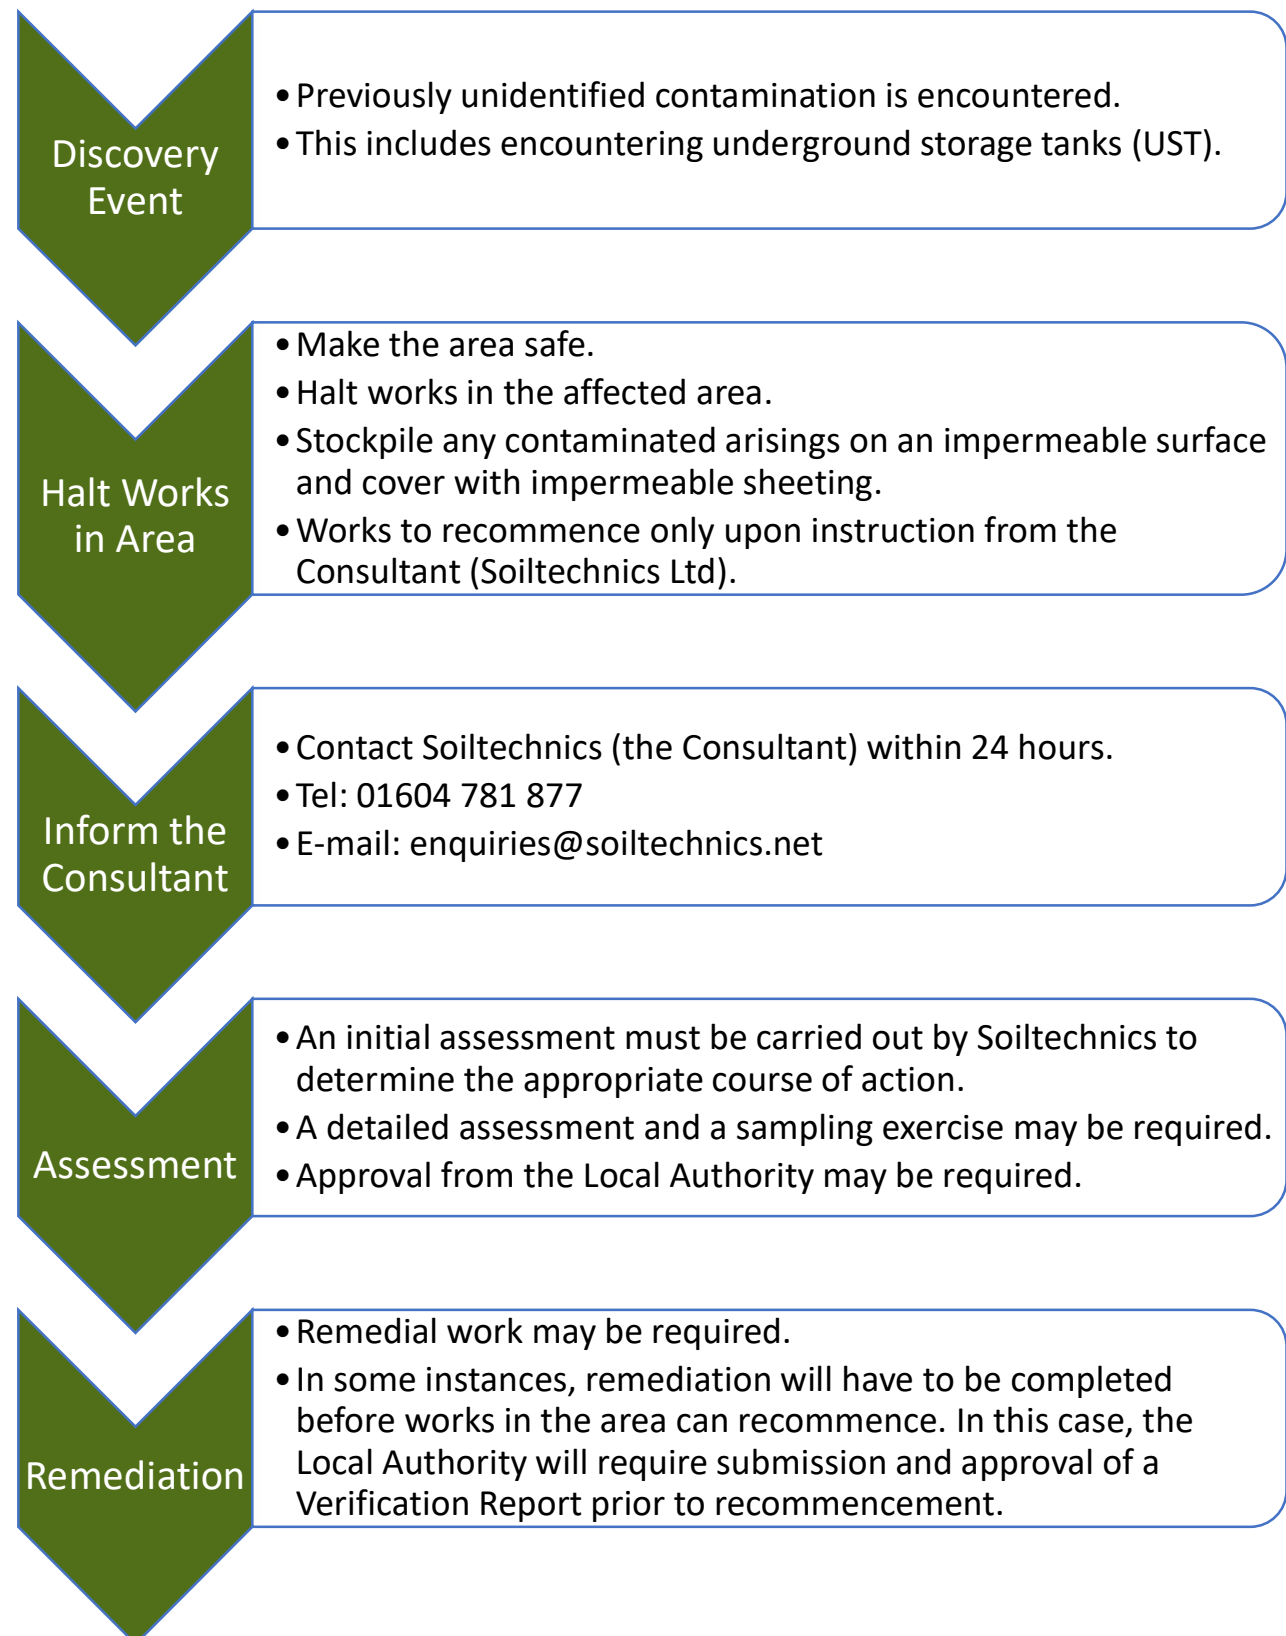 Discovery
Event
•Previously unidentified contamination is encountered.
•This includes encountering underground storage tanks (UST).
Halt Works
in Area
•Make the area safe.
•Halt works in the affected area.
•Stockpile any contaminated arisings on an impermeable surface
and cover with impermeable sheeting.
•Works to recommence only upon instruction from the
Consultant (Soiltechnics Ltd).
Inform the
Consultant
•Contact Soiltechnics (the Consultant) within 24 hours.
•Tel: 01604 781 877
•E-mail: enquiries@soiltechnics.net
Assessment
•An initial assessment must be carried out by Soiltechnics to
determine the appropriate course of action.
•A detailed assessment and a sampling exercise may be required.
•Approval from the Local Authority may be required.
Remediation
•Remedial work may be required.
•In some instances, remediation will have to be completed
before works in the area can recommence. In this case, the
Local Authority will require submission and approval of a
Verification Report prior to recommencement.